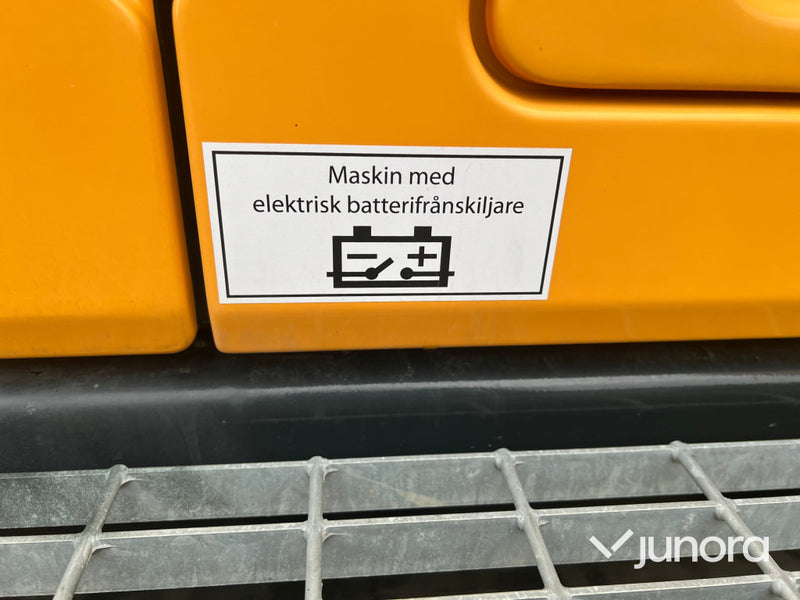 Maskin med
elektrisk batterifrånskiljare
junora